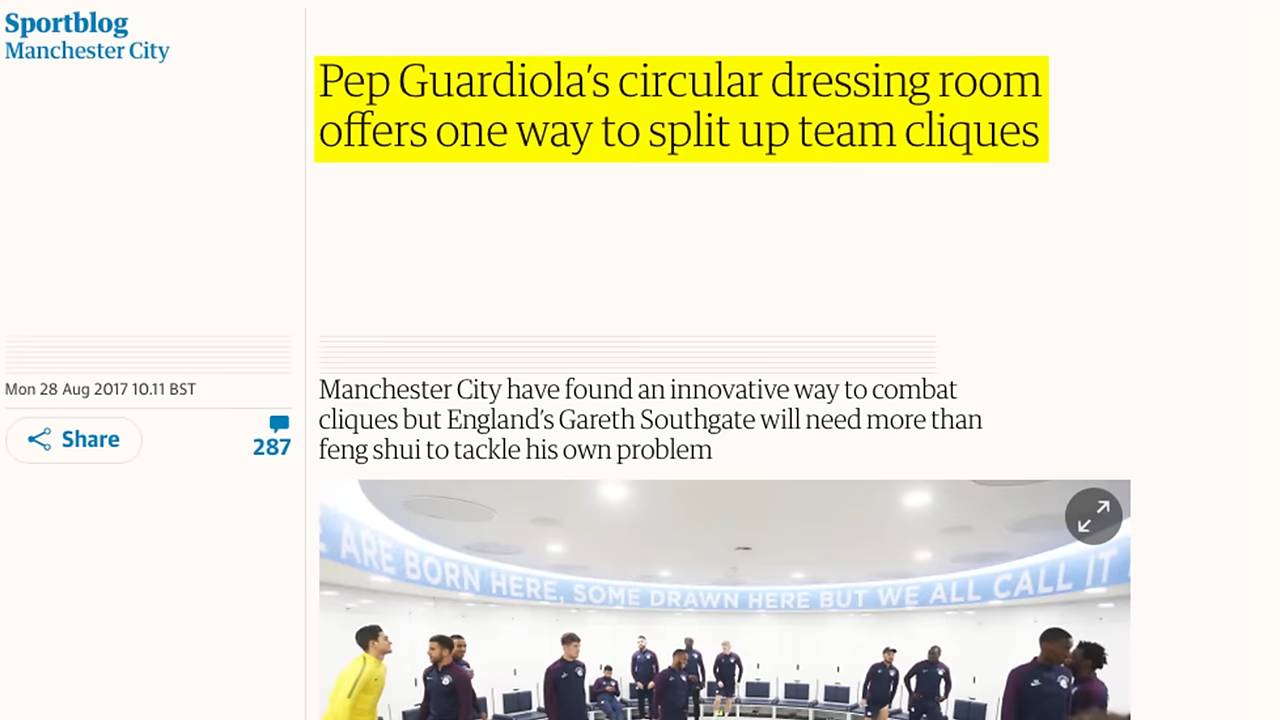 Sportblog
Manchester City
Pep Guardiola’s circular dressing room
offers one way to split up team cliques
Mon 28 Aug 2017 10.11 BST
Share
287
Manchester City have found an innovative way to combat
cliques but England’s Gareth Southgate will need more than
feng shui to tackle his own problem
ARE BORN HERE, SOME DRAWN HERE BUT WE ALL CALL IT